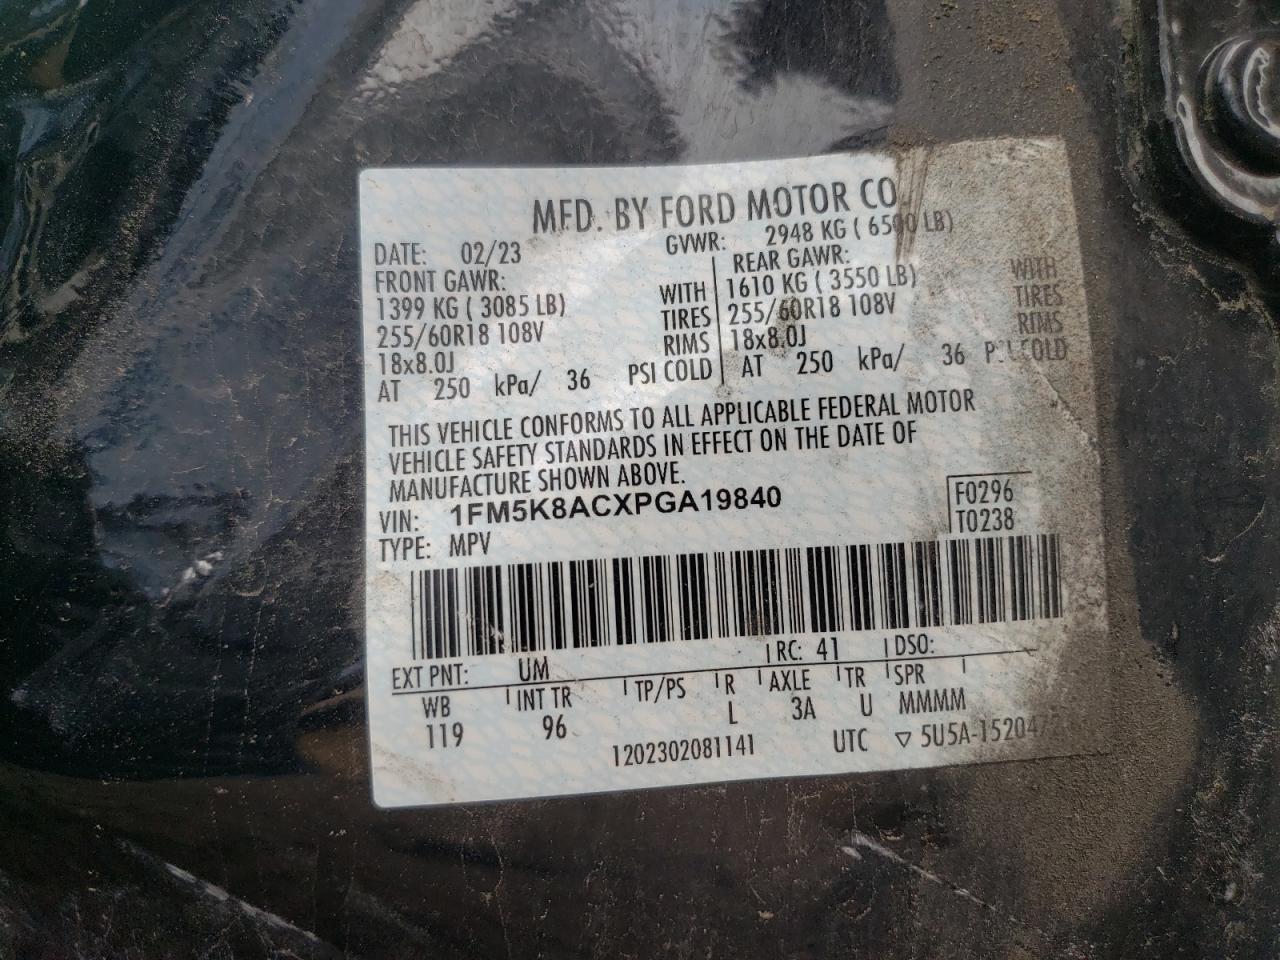 MFD. BY FORD MOTOR CO.
DATE: 02/23 GVWR: 2948 KG ( 6500 LB)
FRONT GAWR: REAR GAWR:
1399 KG ( 3085 LB) WITH 1610 KG ( 3550 LB) WITH
255/60R18 108V TIRES 255/60R18 108V TIRES
18x8.0J RIMS 18x8.0J RIMS
AT 250 kPa/ 36 PSI COLD AT 250 kPa/ 36 PSI COLD
THIS VEHICLE CONFORMS TO ALL APPLICABLE FEDERAL MOTOR
VEHICLE SAFETY STANDARDS IN EFFECT ON THE DATE OF
MANUFACTURE SHOWN ABOVE.
VIN: 1FM5K8ACXPGA19840 F0296
TYPE: MPV T0238
EXT PNT: UM RC: 41 DSO:
WB INT TR TP/PS R AXLE TR SPR
119 96 L 3A U MMMM
1202302081141 UTC ▽